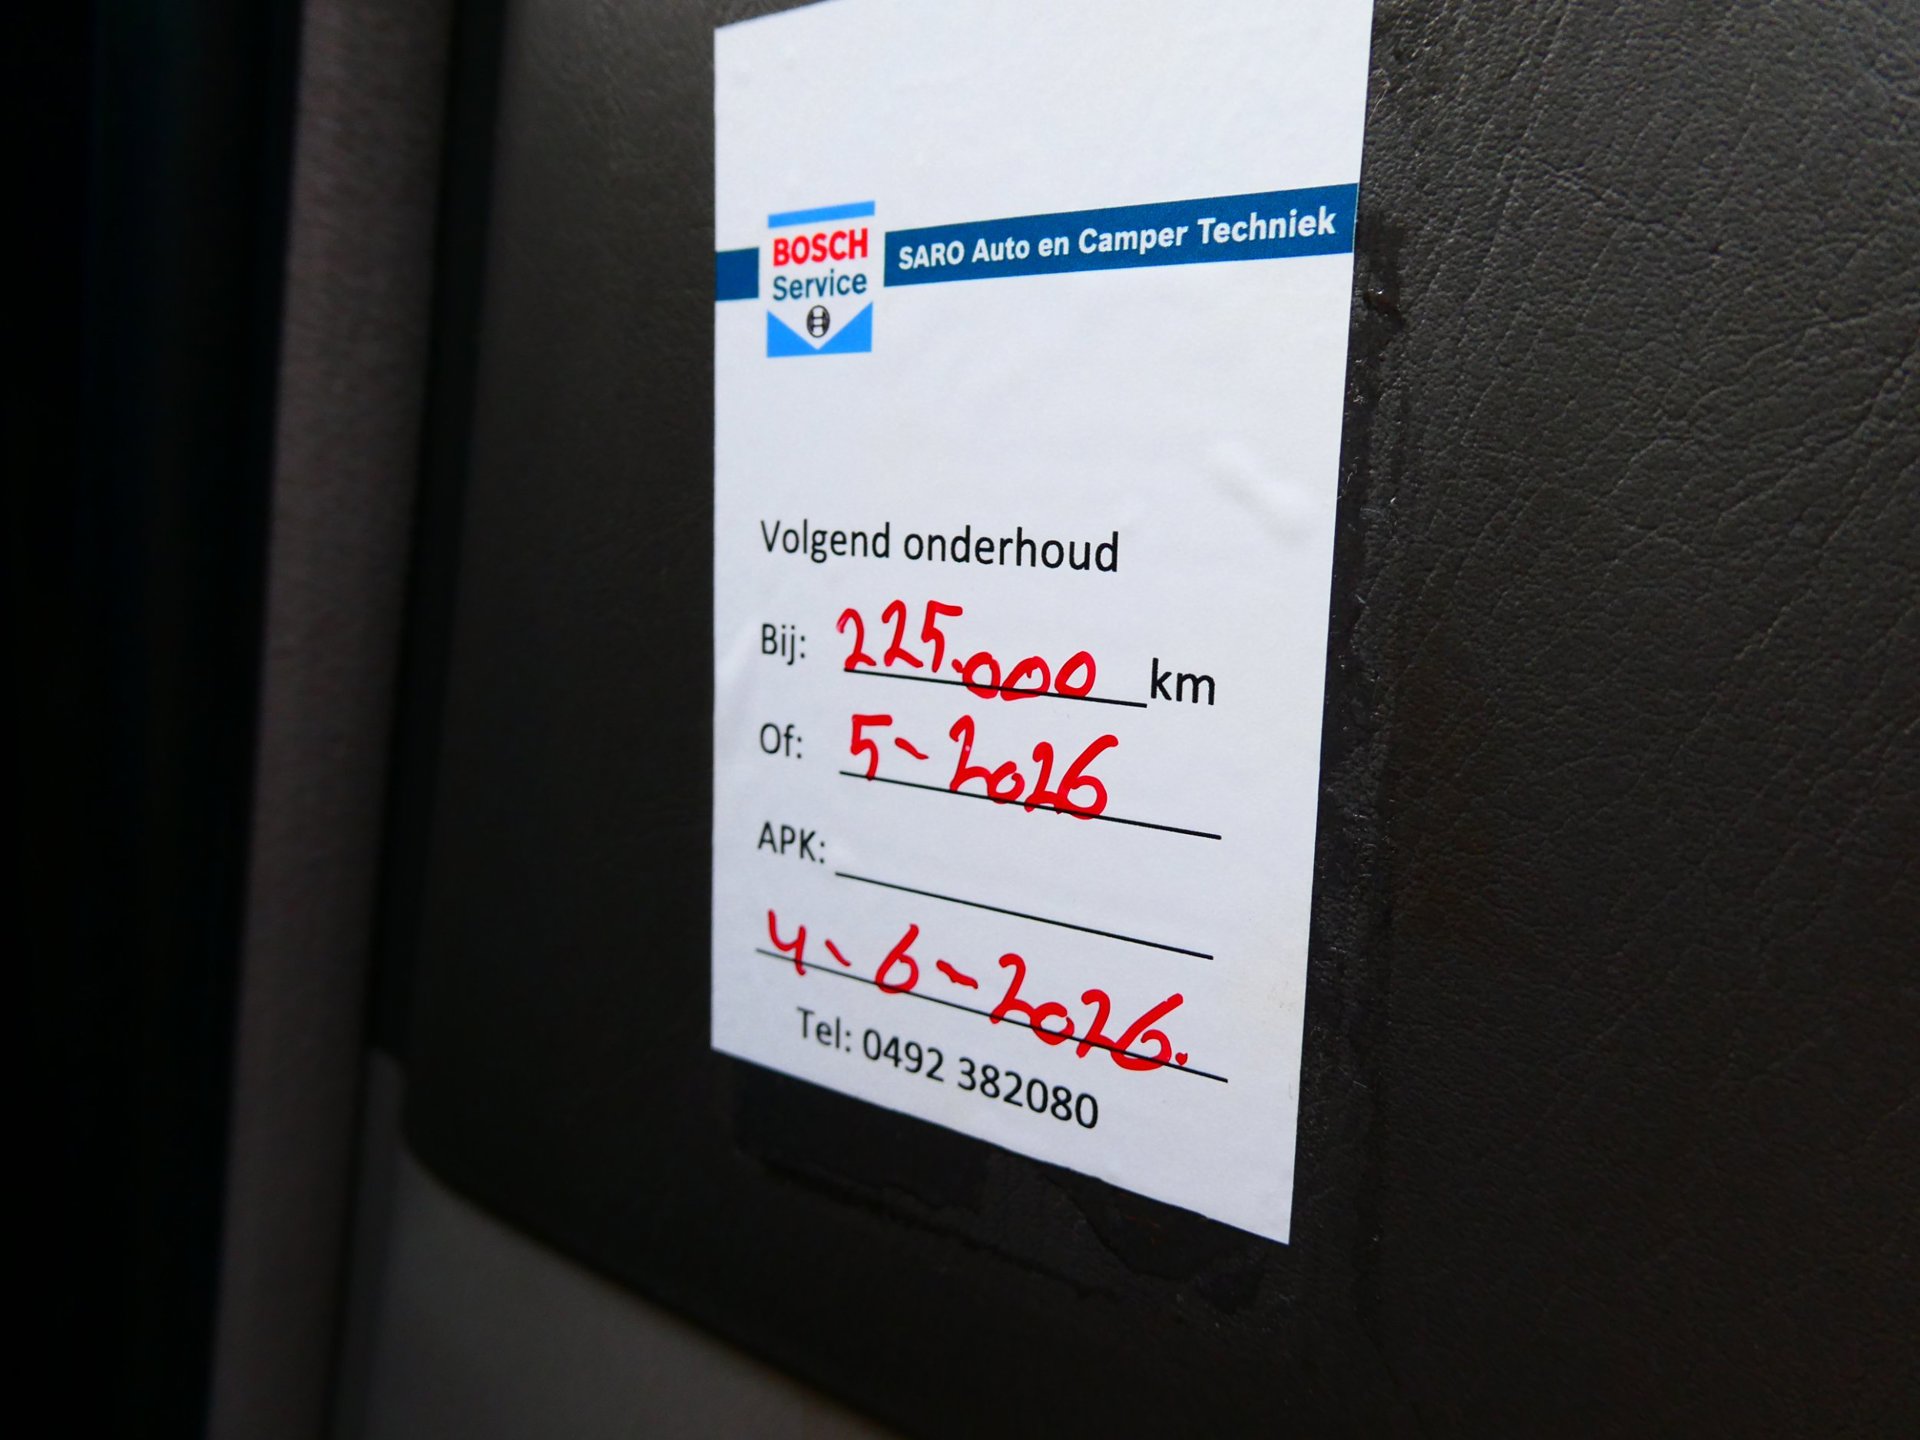 BOSCH
Service
SARO Auto en Camper Techniek
Volgend onderhoud
Bij: 225.000 km
Of: 5-2026
APK:
4-6-2026.
Tel: 0492 382080